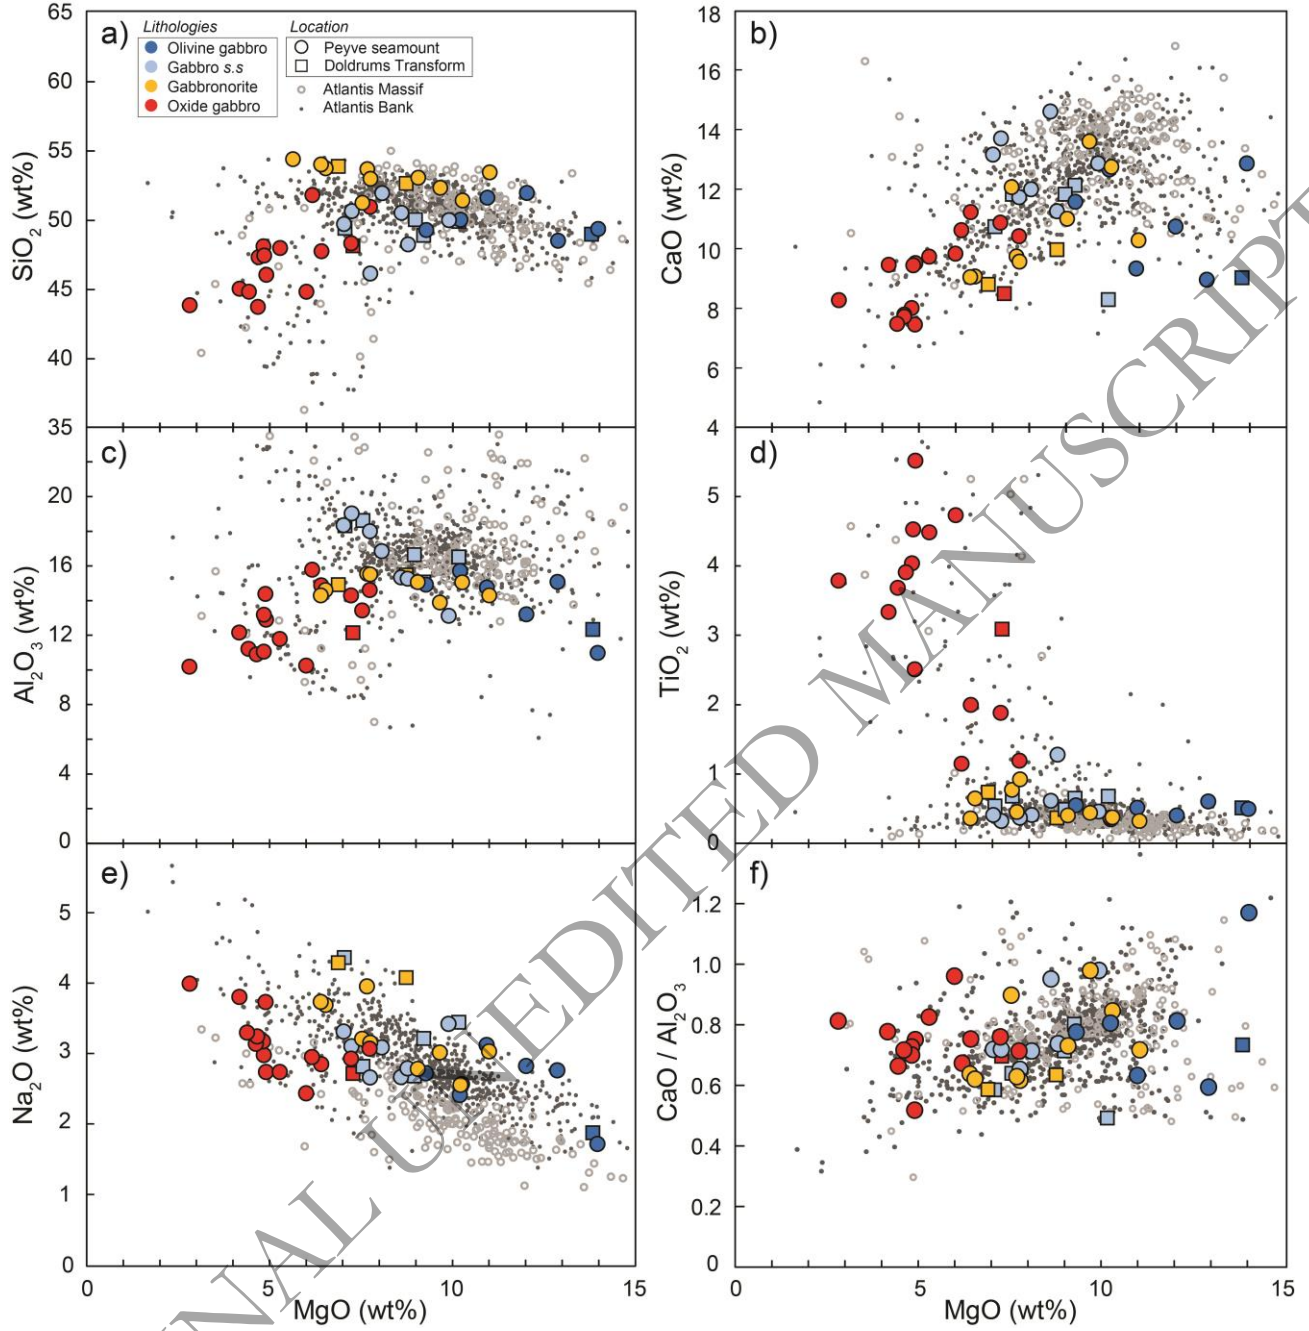 a)
Lithologies
Olivine gabbro
Gabbro s.s
Gabbronorite
Oxide gabbro
Location
Peyve seamount
Doldrums Transform
Atlantis Massif
Atlantis Bank
65
60
55
50
45
40
35
SiO2 (wt%)
b)
18
16
14
12
10
8
6
4
CaO (wt%)
c)
20
16
12
8
4
0
Al2O3 (wt%)
d)
5
4
3
2
1
0
TiO2 (wt%)
e)
5
4
3
2
1
0
Na2O (wt%)
0
5
10
15
MgO (wt%)
f)
1.2
1.0
0.8
0.6
0.4
0.2
0
CaO / Al2O3
0
5
10
15
MgO (wt%)
NAL UNEDITED MANUSCRIPT